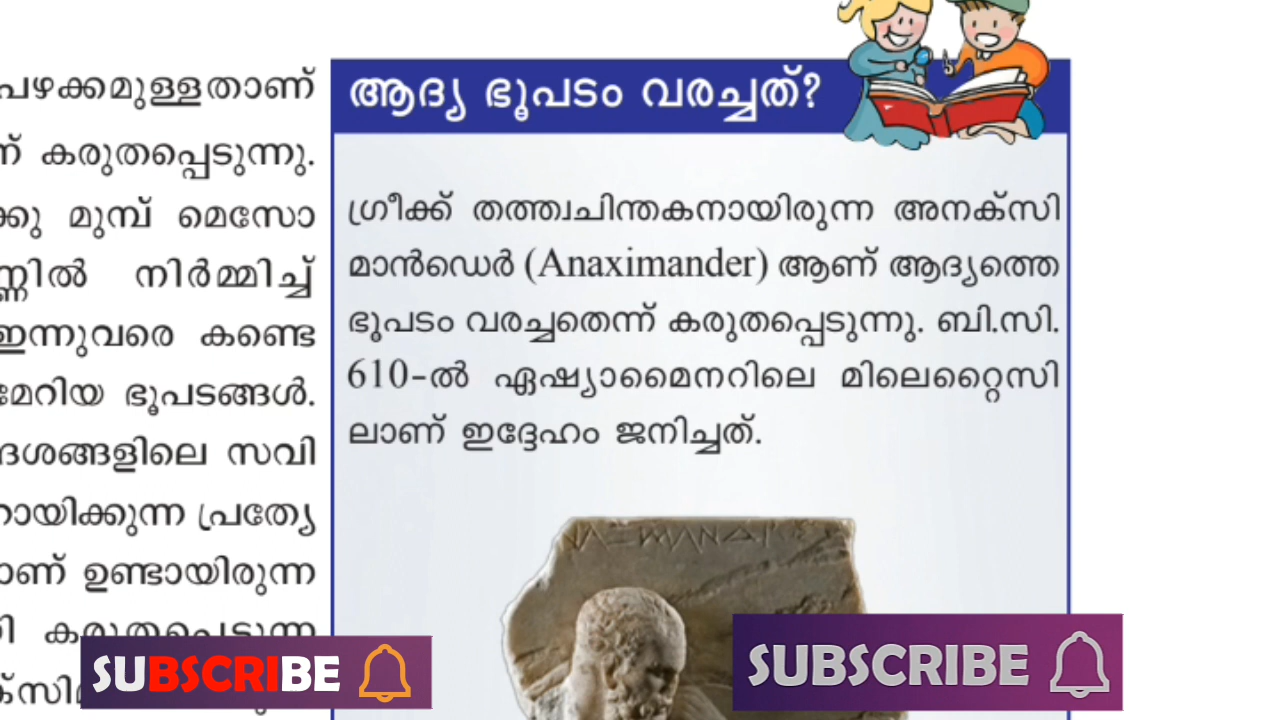 പഴക്കമുള്ളതാണ്
കരുതപ്പെടുന്നു.
മുമ്പ് മെസോ
നിർമ്മിച്ച്
ഇന്നുവരെ കണ്ടെ
ഭൂപടങ്ങൾ.
സവി
പ്രത്യേ
ഉണ്ടായിരുന്ന
കരുതപ്പെടുന്ന
ആദ്യ ഭൂപടം വരച്ചത്?
ഗ്രീക്ക് തത്ത്വചിന്തകനായിരുന്ന അനക്സി
മാൻഡെർ (Anaximander) ആണ് ആദ്യത്തെ
ഭൂപടം വരച്ചതെന്ന് കരുതപ്പെടുന്നു. ബി.സി.
610-ൽ ഏഷ്യാമൈനറിലെ മിലെറ്റൈസി
ലാണ് ഇദ്ദേഹം ജനിച്ചത്.
SUBSCRIBE
SUBSCRIBE